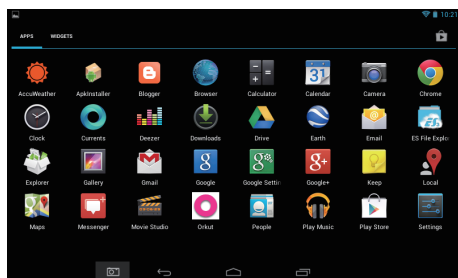 10:21
APPS WIDGETS
AccuWeather ApkInstaller Blogger Browser Calculator Calendar Camera Chrome
31
Clock Currents Deezer Downloads Drive Earth Email ES File Explo
Explorer Gallery Gmail Google Google Settin Google+ Keep Local
Maps Messenger Movie Studio Orkut People Play Music Play Store Settings